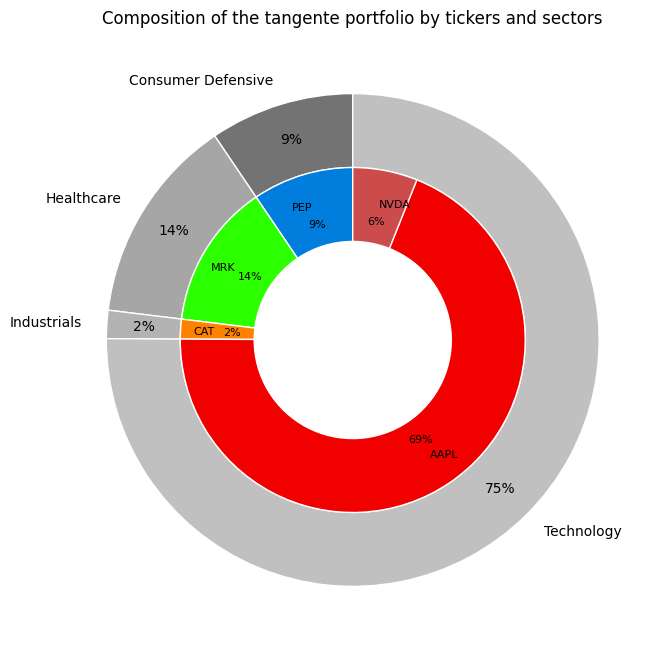 Composition of the tangente portfolio by tickers and sectors
Consumer Defensive
9%
Healthcare
14%
PEP
9%
NVDA
6%
MRK
14%
Industrials
2%
CAT
2%
69%
AAPL
75%
Technology